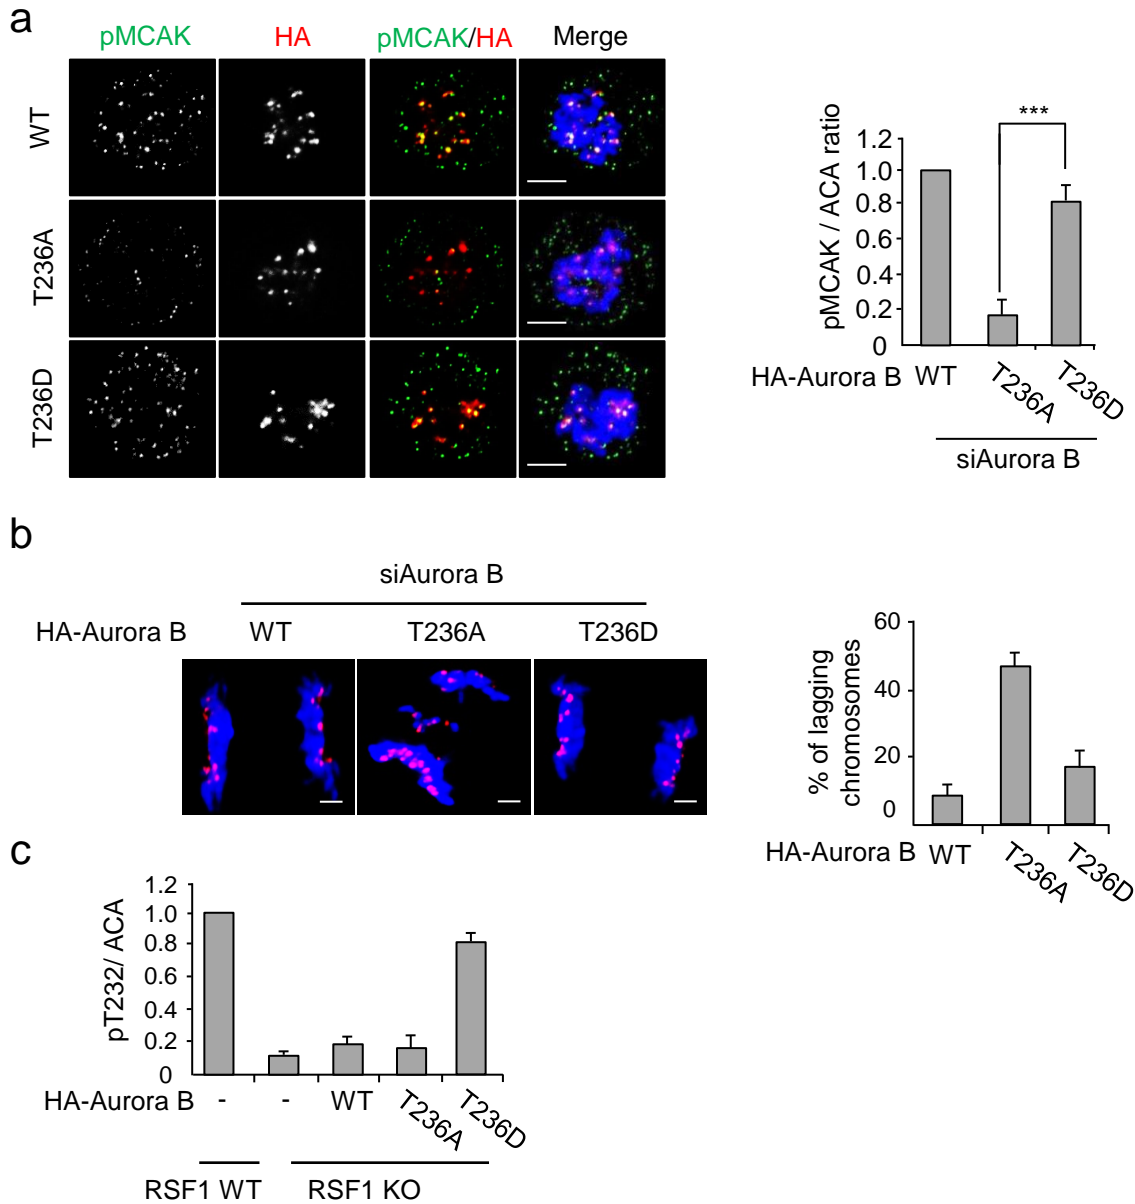 a
pMCAK HA pMCAK/HA Merge
WT
T236A
T236D
pMCAK / ACA ratio
1.2
1.0
0.8
0.6
0.4
0.2
0
***
HA-Aurora B WT T236A T236D
siAurora B
b
siAurora B
HA-Aurora B WT T236A T236D
% of lagging
chromosomes
60
40
20
0
HA-Aurora B WT T236A T236D
c
pT232/ ACA
1.2
1.0
0.8
0.6
0.4
0.2
0
HA-Aurora B - - WT T236A T236D
RSF1 WT RSF1 KO